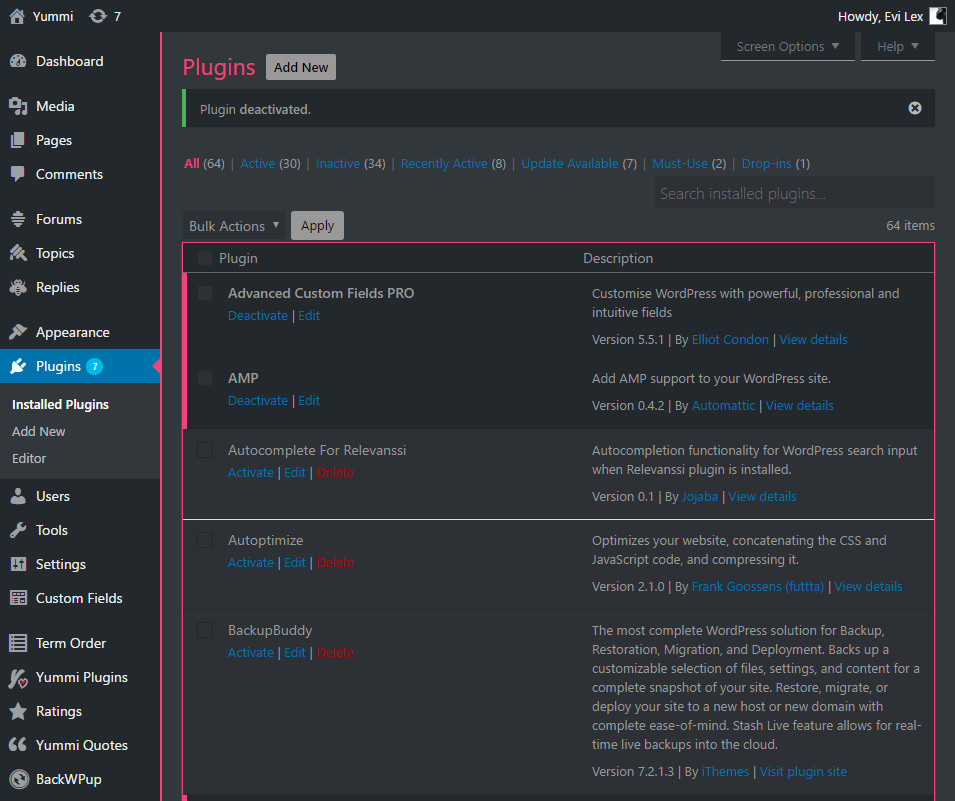 Yummi 7 Howdy, Evi Lex
Screen Options ▼ Help ▼
Dashboard
Media
Pages
Comments
Forums
Topics
Replies
Appearance
Plugins 7
Installed Plugins
Add New
Editor
Users
Tools
Settings
Custom Fields
Term Order
Yummi Plugins
Ratings
Yummi Quotes
BackWPup
Plugins Add New
Plugin deactivated.
All (64) | Active (30) | Inactive (34) | Recently Active (8) | Update Available (7) | Must-Use (2) | Drop-ins (1)
Search installed plugins...
Bulk Actions ▼ Apply 64 items
Plugin Description
Advanced Custom Fields PRO
Deactivate | Edit
Customise WordPress with powerful, professional and
intuitive fields
Version 5.5.1 | By Elliot Condon | View details
AMP
Deactivate | Edit
Add AMP support to your WordPress site.
Version 0.4.2 | By Automattic | View details
Autocomplete For Relevanssi
Activate | Edit | Delete
Autocompletion functionality for WordPress search input
when Relevanssi plugin is installed.
Version 0.1 | By Jojaba | View details
Autoptimize
Activate | Edit | Delete
Optimizes your website, concatenating the CSS and
JavaScript code, and compressing it.
Version 2.1.0 | By Frank Goossens (futtta) | View details
BackupBuddy
Activate | Edit | Delete
The most complete WordPress solution for Backup,
Restoration, Migration, and Deployment. Backs up a
customizable selection of files, settings, and content for a
complete snapshot of your site. Restore, migrate, or
deploy your site to a new host or new domain with
complete ease-of-mind. Stash Live feature allows for real-
time live backups into the cloud.
Version 7.2.1.3 | By iThemes | Visit plugin site